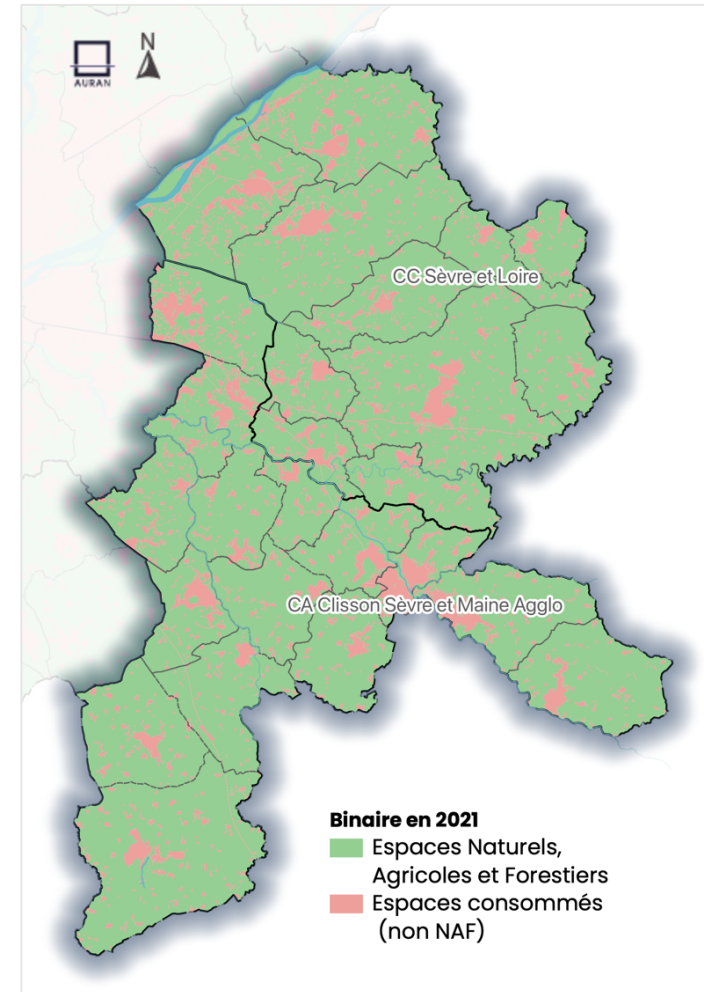 N
AURAN
CC Sèvre et Loire
CA Clisson Sèvre et Maine Agglo
Binaire en 2021
Espaces Naturels,
Agricoles et Forestiers
Espaces consommés
(non NAF)